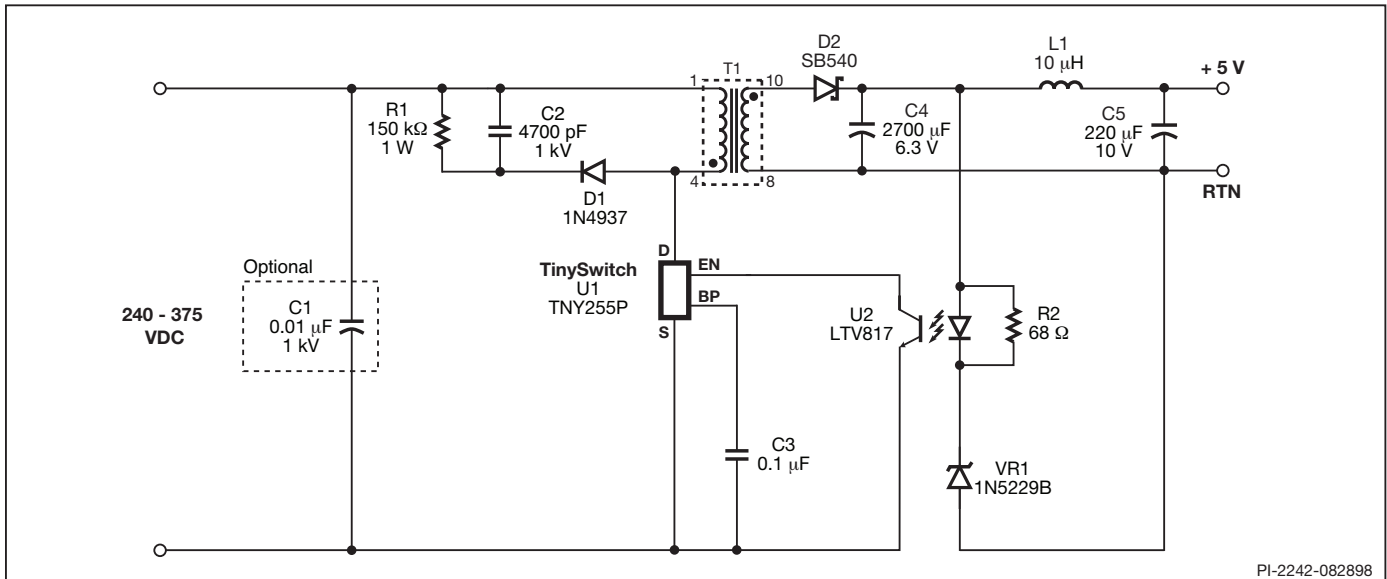 D2
SB540
L1
10 µH
+ 5 V
T1
1
10
R1
150 kΩ
1 W
C2
4700 pF
1 kV
C4
2700 µF
6.3 V
C5
220 µF
10 V
4
8
RTN
D1
1N4937
D
EN
BP
S
TinySwitch
U1
TNY255P
Optional
C1
0.01 µF
1 kV
240 - 375
VDC
U2
LTV817
R2
68 Ω
C3
0.1 µF
VR1
1N5229B
PI-2242-082898